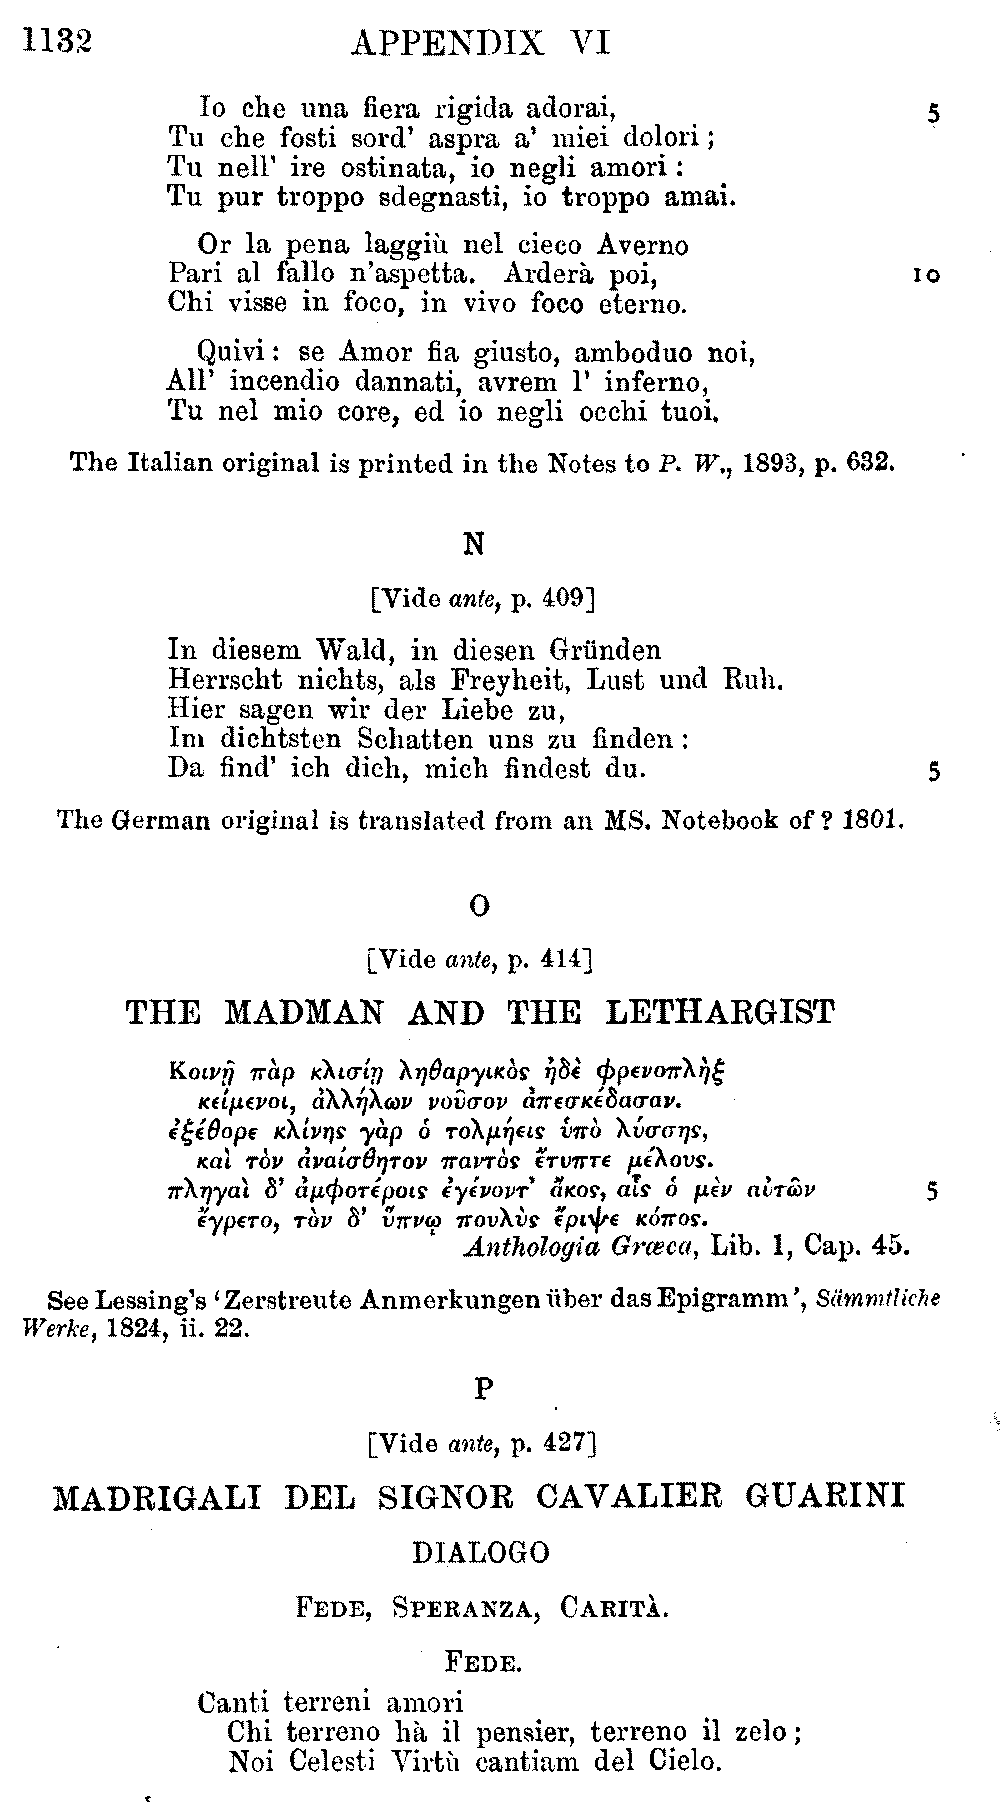 1132 APPENDIX VI
Io che una fiera rigida adorai, 5
Tu che fosti sord' aspra a' miei dolori;
Tu nell' ire ostinata, io negli amori:
Tu pur troppo sdegnasti, io troppo amai.
Or la pena laggiù nel cieco Averno
Pari al fallo n'aspetta. Arderà poi, 10
Chi visse in foco, in vivo foco eterno.
Quivi: se Amor fia giusto, amboduo noi,
All' incendio dannati, avrem l' inferno,
Tu nel mio core, ed io negli occhi tuoi.
The Italian original is printed in the Notes to P. W., 1893, p. 632.
N
[Vide ante, p. 409]
In diesem Wald, in diesen Gründen
Herrscht nichts, als Freyheit, Lust und Ruh.
Hier sagen wir der Liebe zu,
Im dichtsten Schatten uns zu finden:
Da find' ich dich, mich findest du. 5
The German original is translated from an MS. Notebook of ? 1801.
O
[Vide ante, p. 414]
THE MADMAN AND THE LETHARGIST
Κοινῇ πὰρ κλισίῃ ληθαργικὸς ἠδὲ φρενοπλὴξ
κείμενοι, ἀλλήλων νοῦσον ἀπεσκέδασαν.
ἐξέθορε κλίνης γὰρ ὁ τολμήεις ὑπὸ λύσσης,
καὶ τὸν ἀναίσθητον παντὸς ἔτυπτε μέλους.
πληγαὶ δ' ἀμφοτέροις ἐγένοντ' ἄκος, αἷς ὁ μὲν αὐτῶν 5
ἔγρετο, τὸν δ' ὕπνῳ πουλὺς ἔριψε κόπος.
Anthologia Græca, Lib. 1, Cap. 45.
See Lessing's 'Zerstreute Anmerkungen über das Epigramm', Sämmtliche
Werke, 1824, ii. 22.
P
[Vide ante, p. 427]
MADRIGALI DEL SIGNOR CAVALIER GUARINI
DIALOGO
FEDE, SPERANZA, CARITÀ.
FEDE.
Canti terreni amori
Chi terreno hà il pensier, terreno il zelo;
Noi Celesti Virtù cantiam del Cielo.